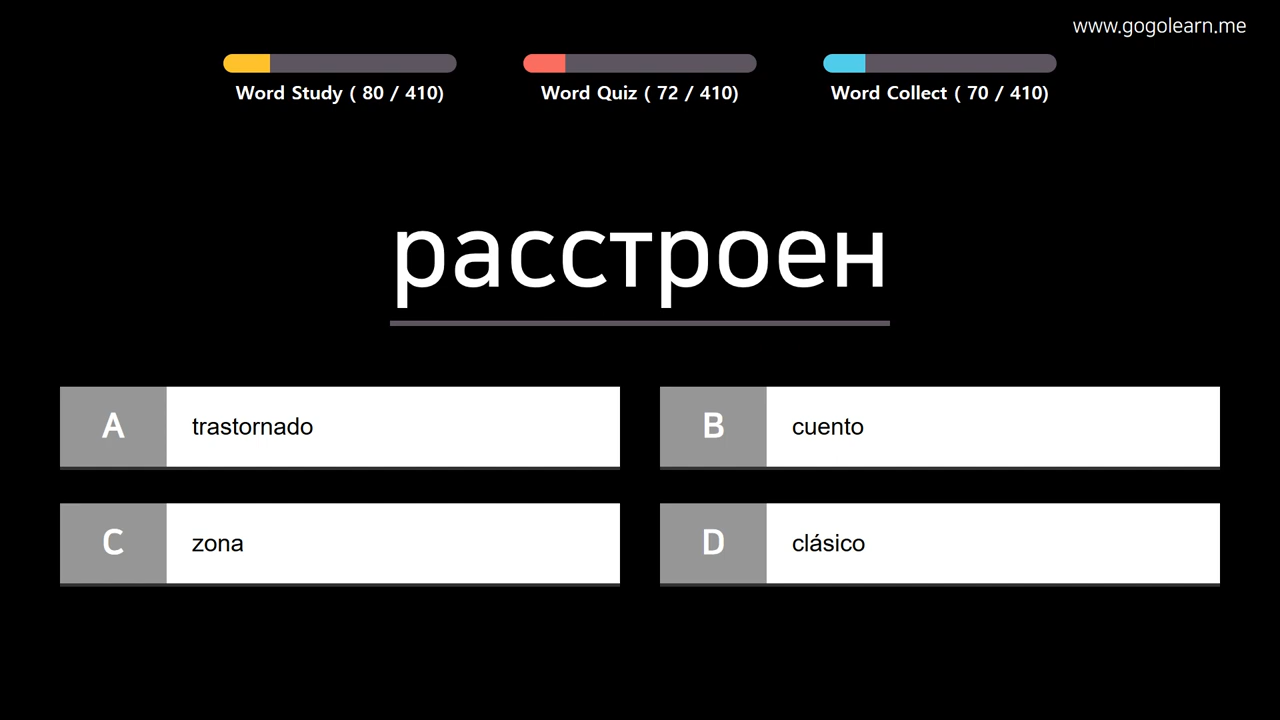 www.gogolearn.me
Word Study ( 80 / 410)
Word Quiz ( 72 / 410)
Word Collect ( 70 / 410)
расстроен
A trastornado
B cuento
C zona
D clásico